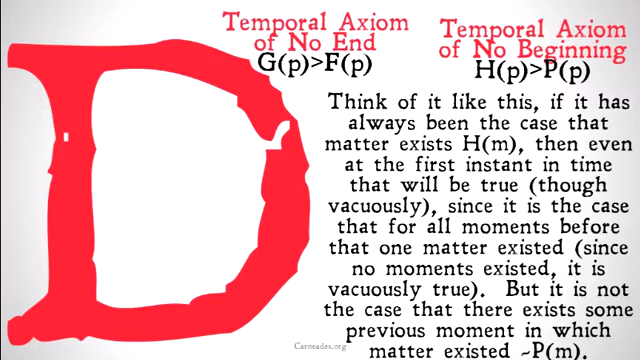 D
Temporal Axiom
of No End
G(p)>F(p)
Temporal Axiom
of No Beginning
H(p)>P(p)
Think of it like this, if it has
always been the case that
matter exists H(m), then even
at the first instant in time
that will be true (though
vacuously), since it is the case
that for all moments before
that one matter existed (since
no moments existed, it is
vacuously true). But it is not
the case that there exists some
previous moment in which
matter existed ~P(m).
Carneades.org